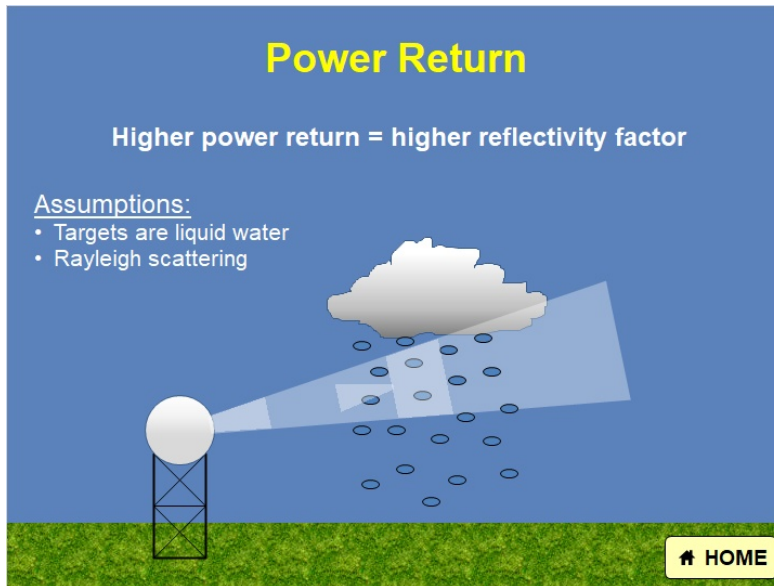 Power Return
Higher power return = higher reflectivity factor
Assumptions:
• Targets are liquid water
• Rayleigh scattering
HOME